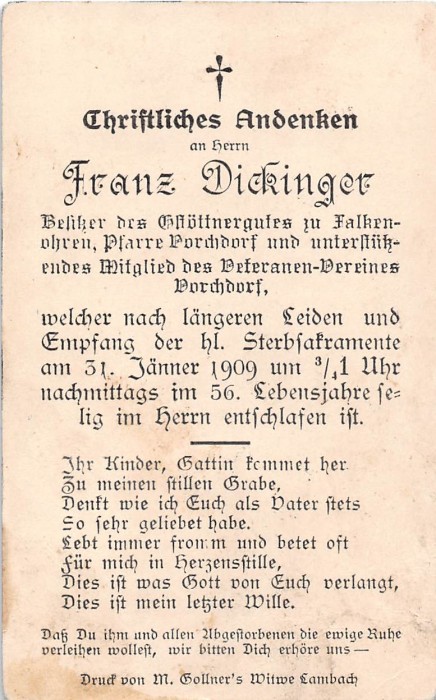 Christliches Andenken
an Herrn
Franz Dickinger
Besitzer des Gstöttnergutes zu Falken-
ohren, Pfarre Vorchdorf und unterstütz-
endes Mitglied des Veteranen-Vereines
Vorchdorf,
welcher nach längeren Leiden und
Empfang der hl. Sterbsakramente
am 31. Jänner 1909 um ¾1 Uhr
nachmittags im 56. Lebensjahre se-
lig im Herrn entschlafen ist.
Ihr Kinder, Gattin kommet her
Zu meinen stillen Grabe,
Denkt wie ich Euch als Vater stets
So sehr geliebet habe.
Lebt immer fromm und betet oft
Für mich in Herzensstille,
Dies ist was Gott von Euch verlangt,
Dies ist mein letzter Wille.
Daß Du ihm und allen Abgestorbenen die ewige Ruhe
verleihen wollest, wir bitten Dich erhöre uns —
Druck von M. Gollner's Witwe Lambach